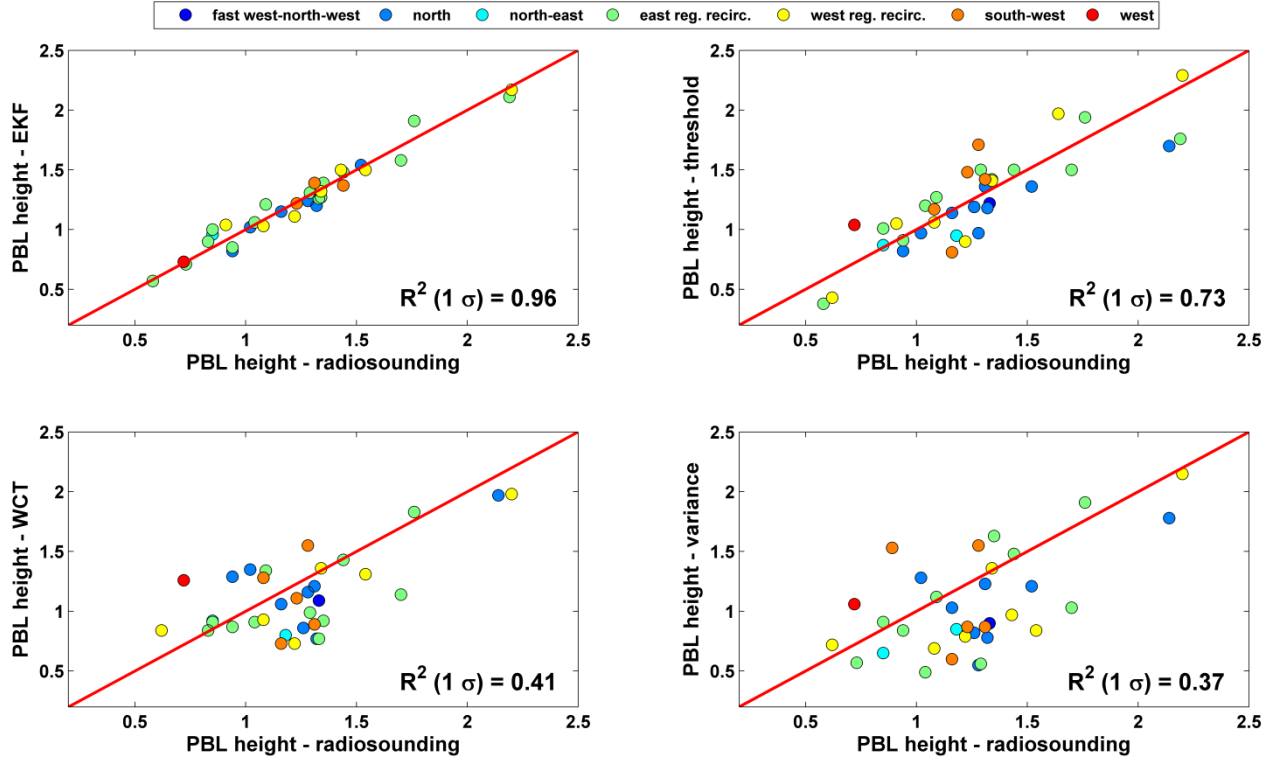 fast west-north-west north north-east east reg. recirc. west reg. recirc. south-west west
2.5
2
1.5
1
0.5
PBL height - EKF
R² (1 σ) = 0.96
0.5 1 1.5 2 2.5
PBL height - radiosounding
2.5
2
1.5
1
0.5
PBL height - threshold
R² (1 σ) = 0.73
0.5 1 1.5 2 2.5
PBL height - radiosounding
2.5
2
1.5
1
0.5
PBL height - WCT
R² (1 σ) = 0.41
0.5 1 1.5 2 2.5
PBL height - radiosounding
2.5
2
1.5
1
0.5
PBL height - variance
R² (1 σ) = 0.37
0.5 1 1.5 2 2.5
PBL height - radiosounding